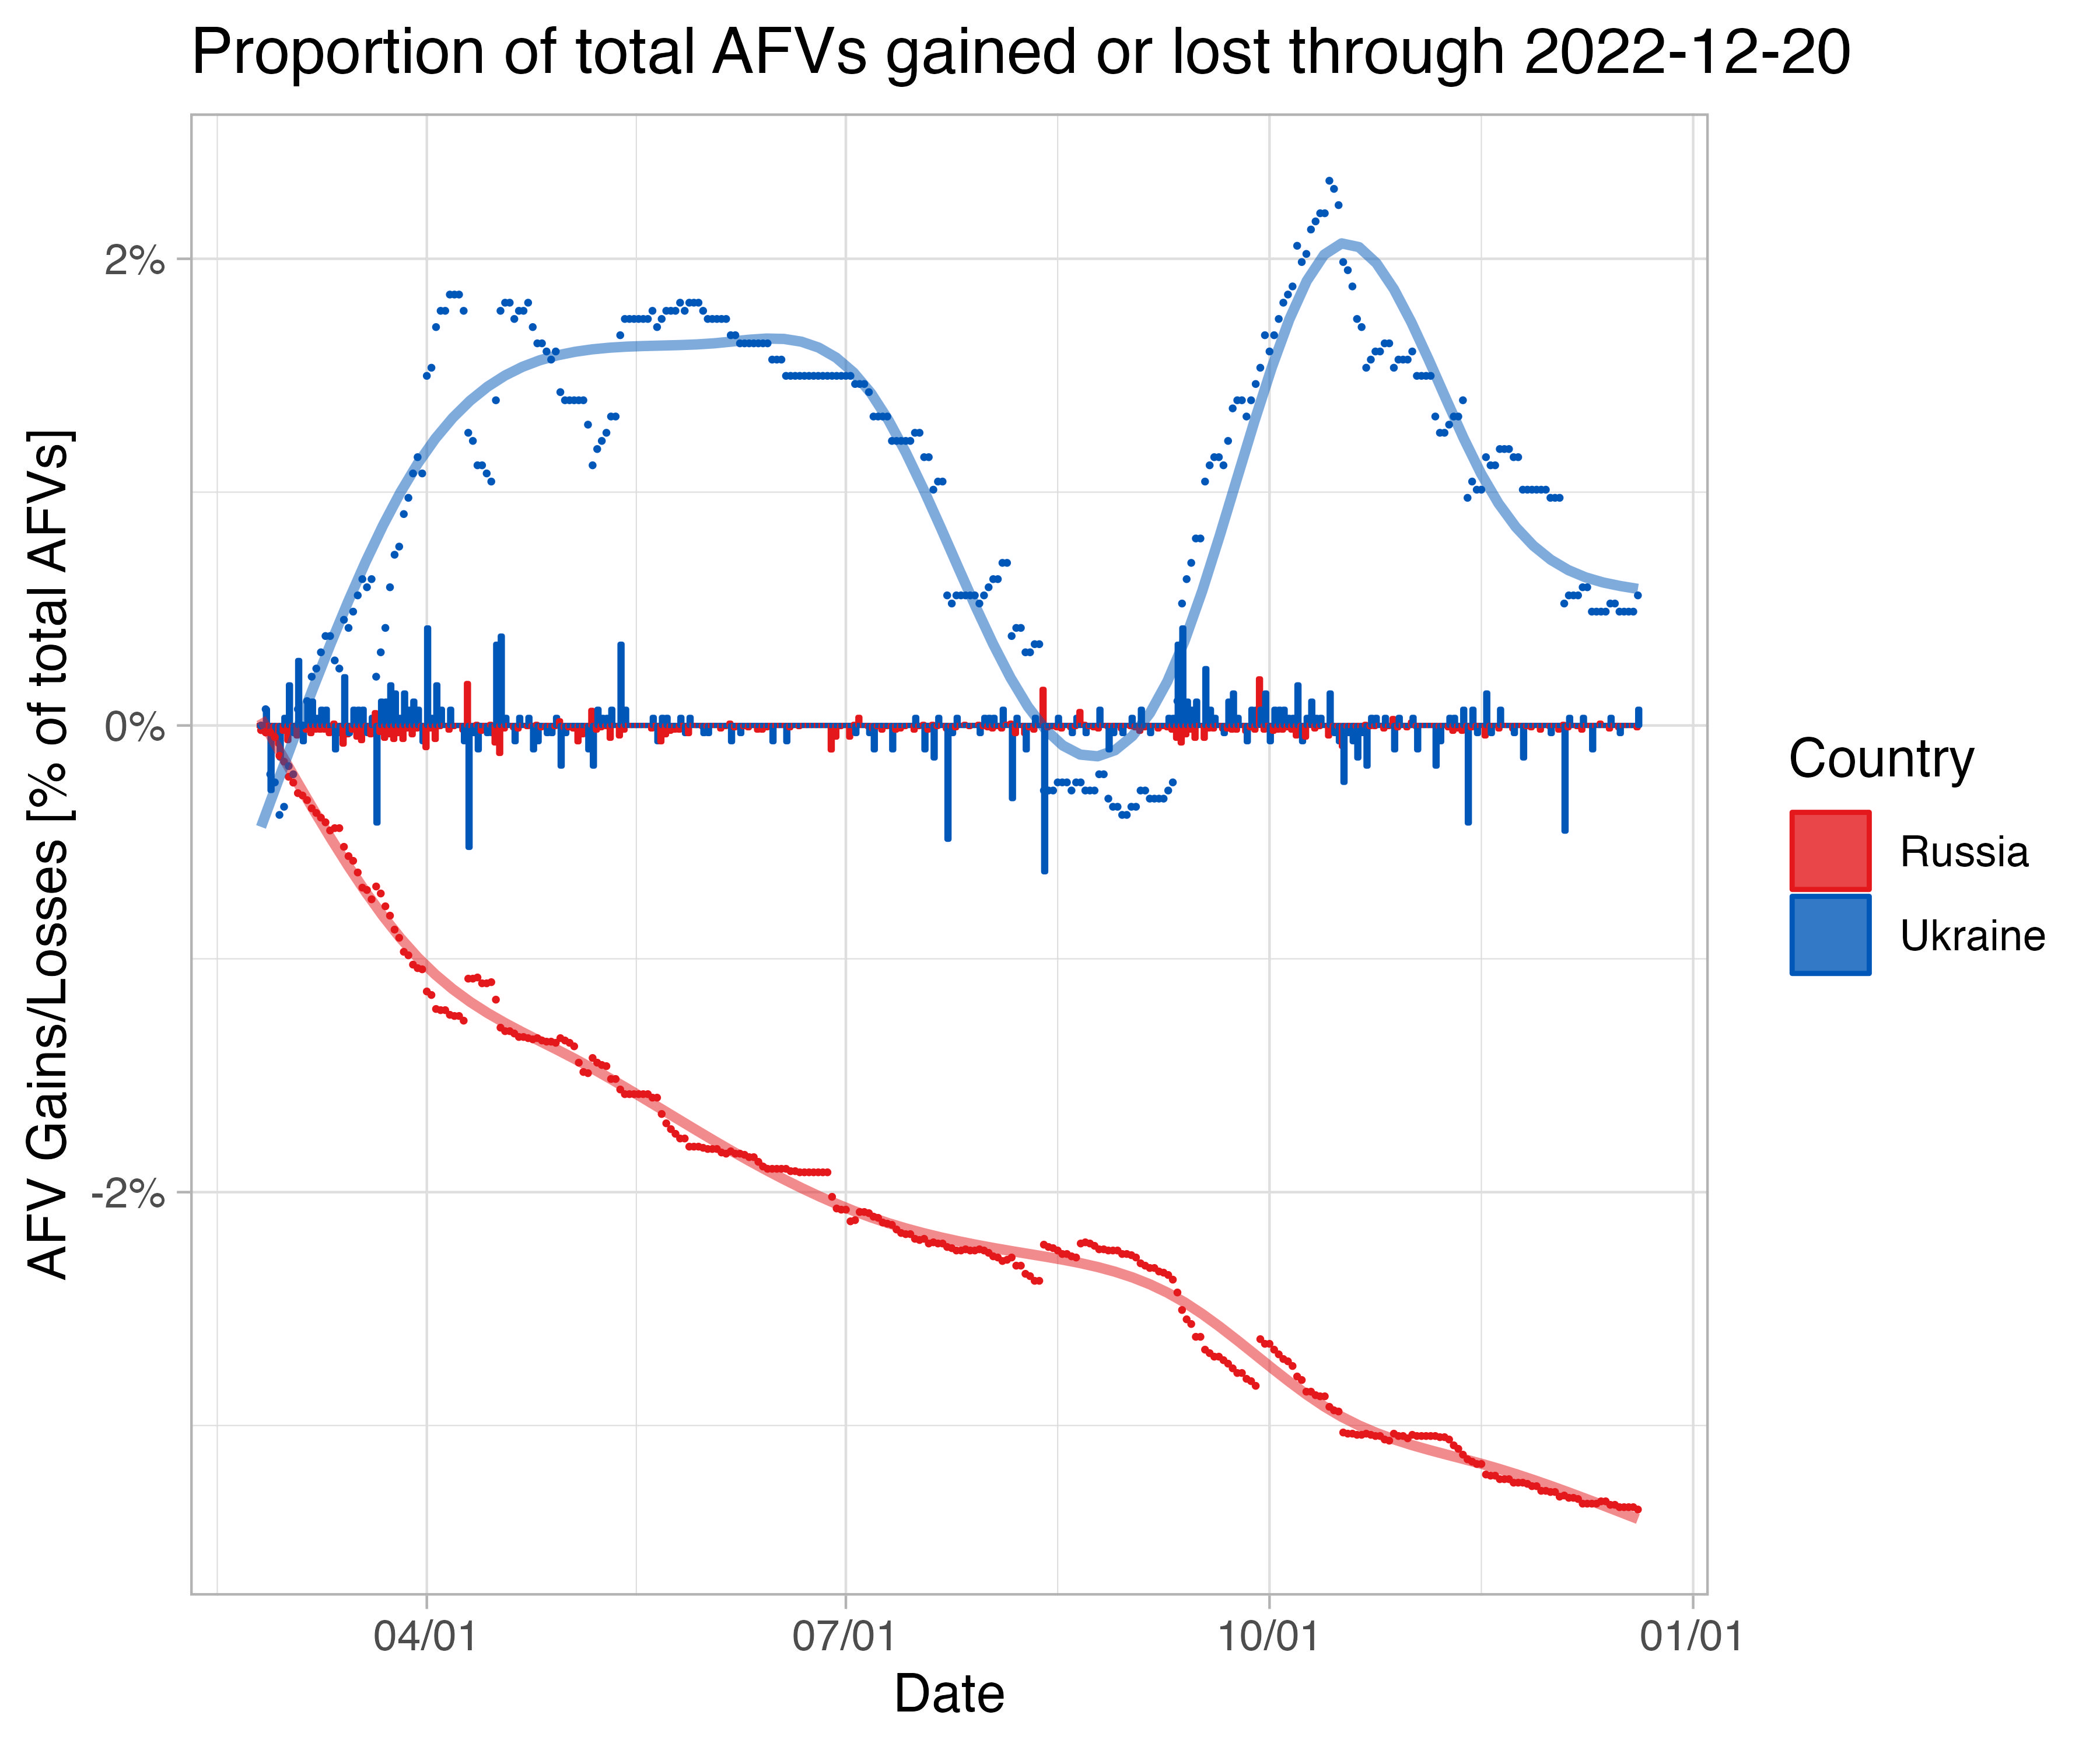 Proportion of total AFVs gained or lost through 2022-12-20
AFV Gains/Losses [% of total AFVs]
2%
0%
-2%
04/01
07/01
10/01
01/01
Date
Country
Russia
Ukraine